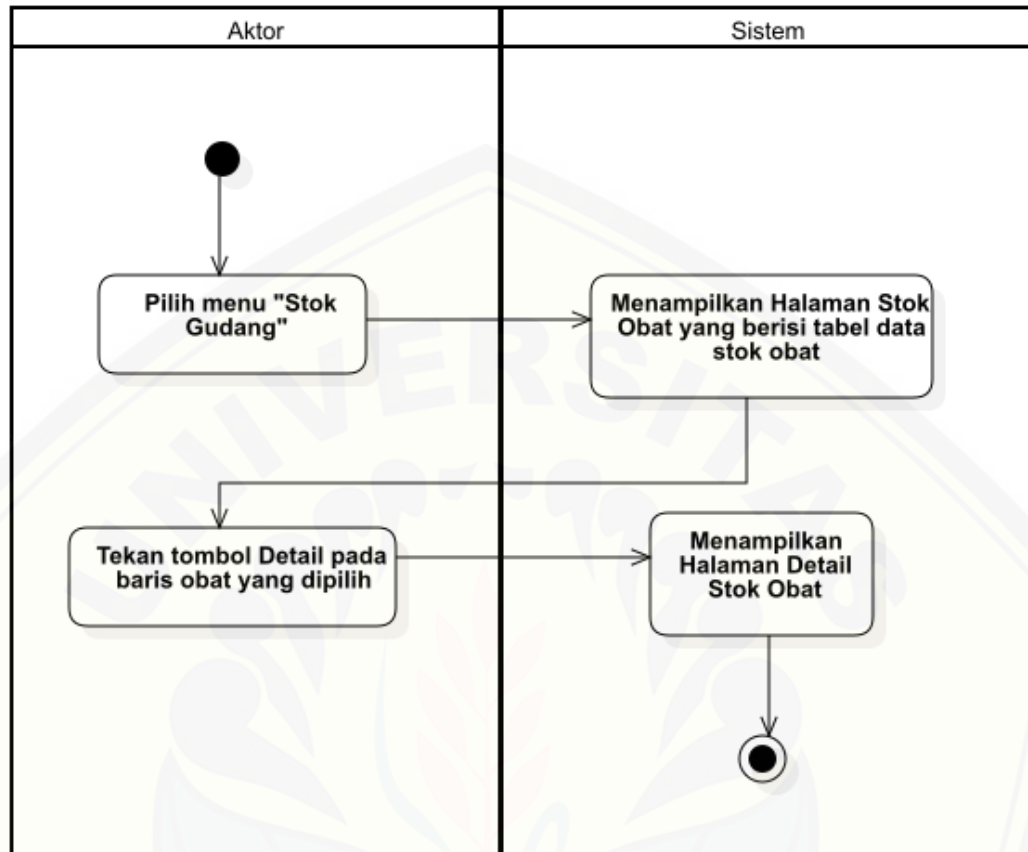 Aktor
Sistem
Pilih menu "Stok
Gudang"
Menampilkan Halaman Stok
Obat yang berisi tabel data
stok obat
Tekan tombol Detail pada
baris obat yang dipilih
Menampilkan
Halaman Detail
Stok Obat
UNIVERSITAS